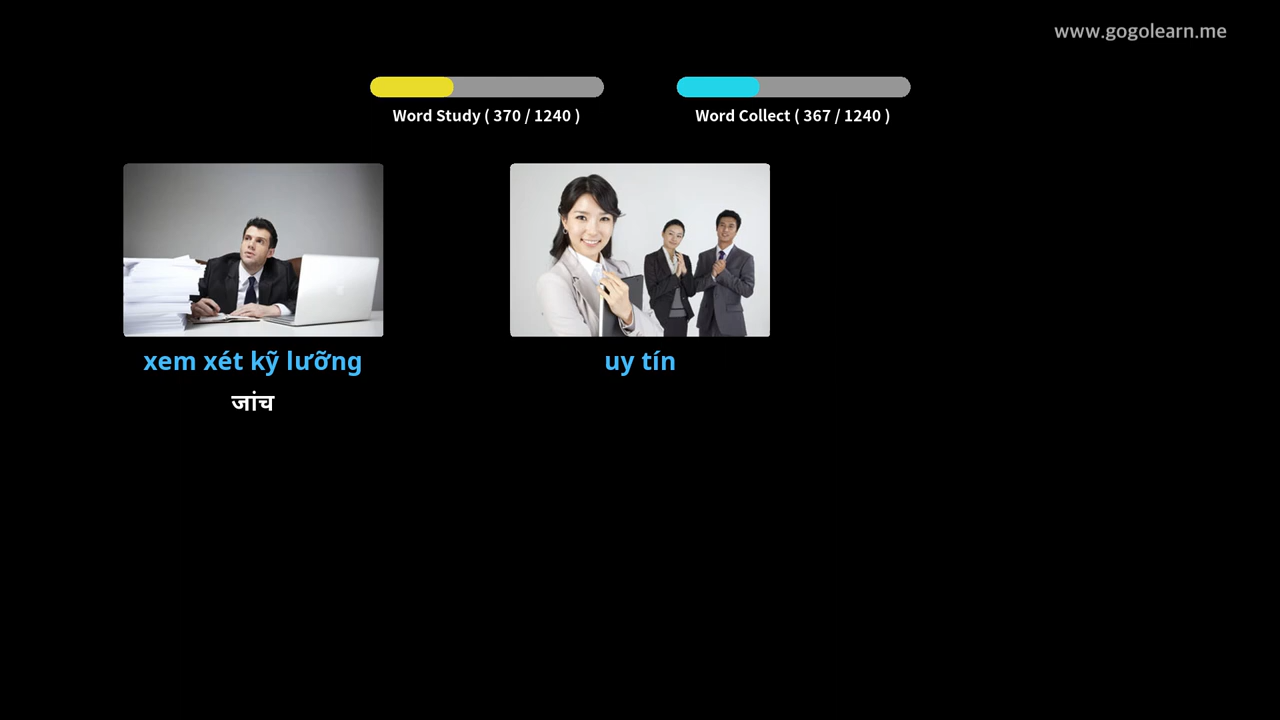 www.gogolearn.me
Word Study ( 370 / 1240 )
Word Collect ( 367 / 1240 )
xem xét kỹ lưỡng
uy tín
जांच